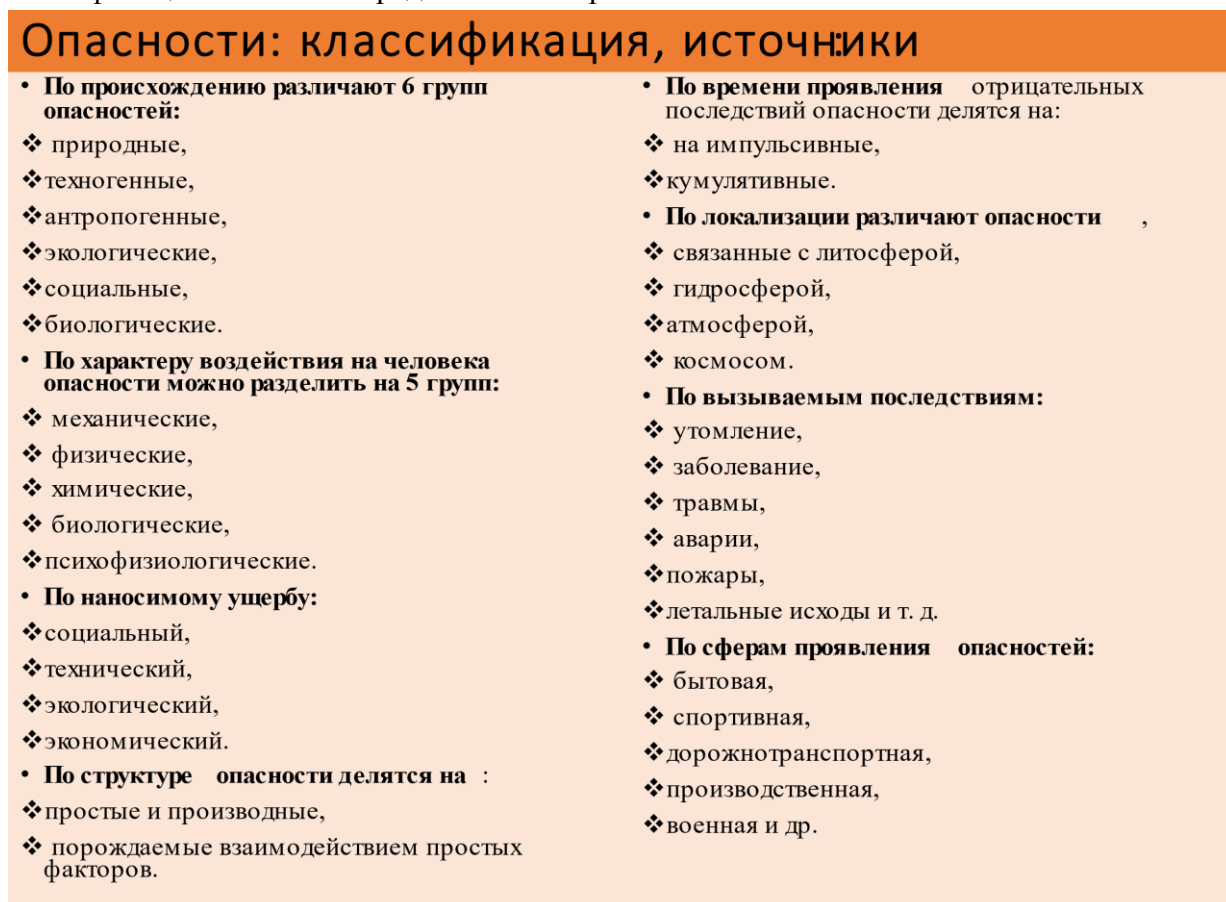 Опасности: классификация, источники:
• По происхождению различают 6 групп
опасностей:
❖ природные,
❖техногенные,
❖антропогенные,
❖экологические,
❖социальные,
❖биологические.
• По характеру воздействия на человека
опасности можно разделить на 5 групп:
❖ механические,
❖ физические,
❖ химические,
❖ биологические,
❖психофизиологические.
• По наносимому ущербу:
❖социальный,
❖технический,
❖экологический,
❖экономический.
• По структуре опасности делятся на :
❖простые и производные,
❖ порождаемые взаимодействием простых
факторов.
• По времени проявления отрицательных
последствий опасности делятся на:
❖ на импульсивные,
❖кумулятивные.
• По локализации различают опасности ,
❖ связанные с литосферой,
❖ гидросферой,
❖атмосферой,
❖ космосом.
• По вызываемым последствиям:
❖ утомление,
❖ заболевание,
❖ травмы,
❖ аварии,
❖пожары,
❖летальные исходы и т. д.
• По сферам проявления опасностей:
❖ бытовая,
❖ спортивная,
❖дорожнотранспортная,
❖производственная,
❖военная и др.